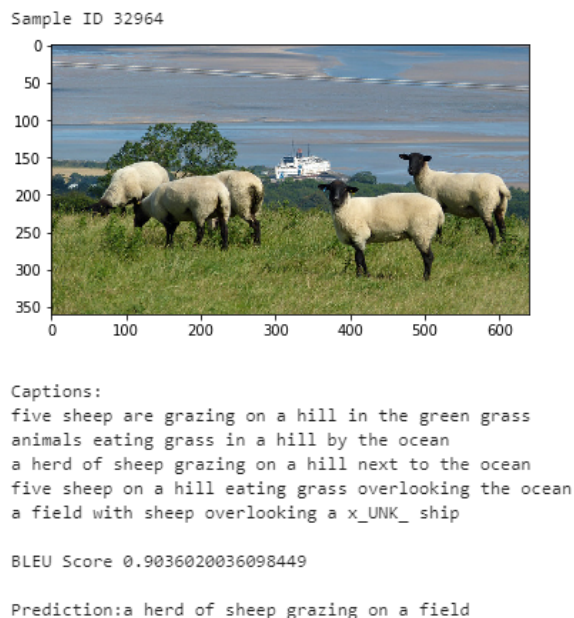 Sample ID 32964
0
50
100
150
200
250
300
350
0 100 200 300 400 500 600
Captions:
five sheep are grazing on a hill in the green grass
animals eating grass in a hill by the ocean
a herd of sheep grazing on a hill next to the ocean
five sheep on a hill eating grass overlooking the ocean
a field with sheep overlooking a x_UNK_ ship
BLEU Score 0.9036020036098449
Prediction:a herd of sheep grazing on a field